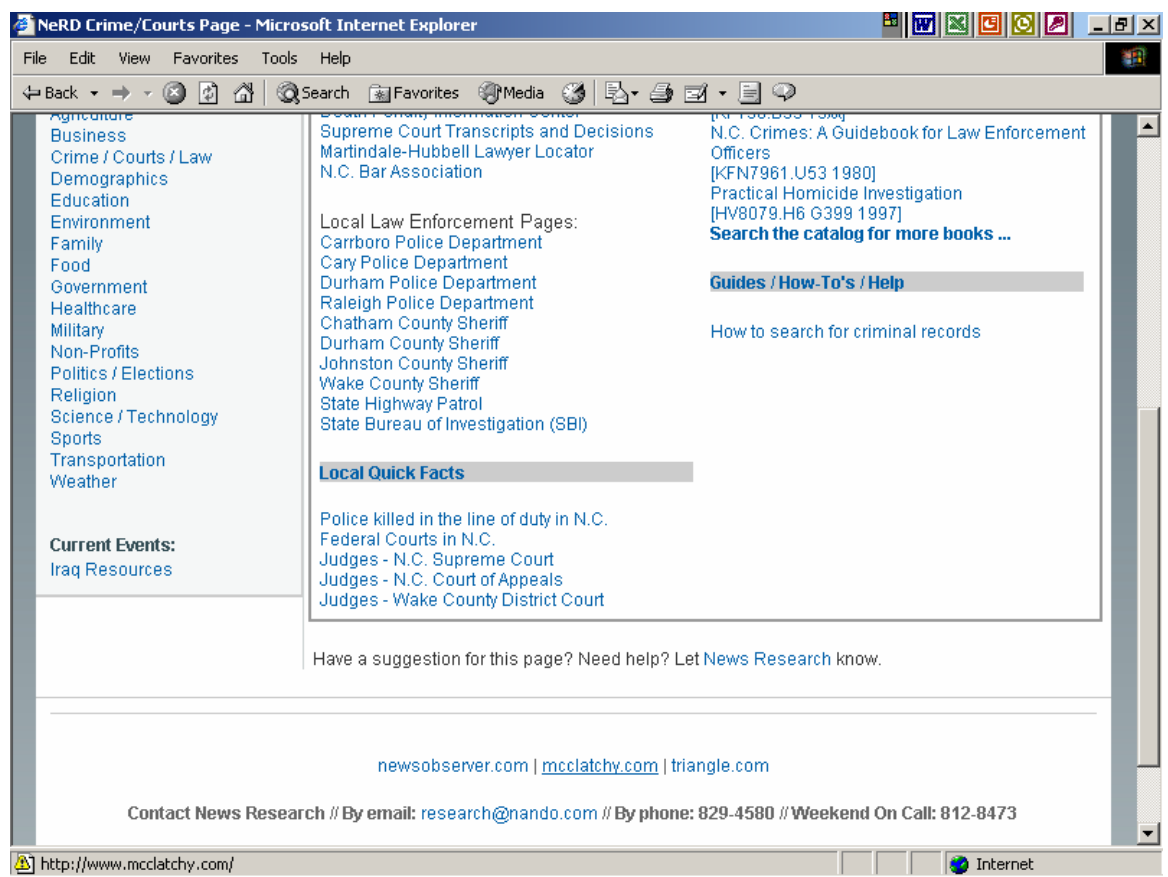 NeRD Crime/Courts Page - Microsoft Internet Explorer
File Edit View Favorites Tools Help
Back Search Favorites Media
Agriculture
Business
Crime / Courts / Law
Demographics
Education
Environment
Family
Food
Government
Healthcare
Military
Non-Profits
Politics / Elections
Religion
Science / Technology
Sports
Transportation
Weather
Current Events:
Iraq Resources
Death Penalty Information Center
Supreme Court Transcripts and Decisions
Martindale-Hubbell Lawyer Locator
N.C. Bar Association
Local Law Enforcement Pages:
Carrboro Police Department
Cary Police Department
Durham Police Department
Raleigh Police Department
Chatham County Sheriff
Durham County Sheriff
Johnston County Sheriff
Wake County Sheriff
State Highway Patrol
State Bureau of Investigation (SBI)
Local Quick Facts
Police killed in the line of duty in N.C.
Federal Courts in N.C.
Judges - N.C. Supreme Court
Judges - N.C. Court of Appeals
Judges - Wake County District Court
N.C. Crimes: A Guidebook for Law Enforcement
Officers
[KFN7961.U53 1980]
Practical Homicide Investigation
[HV8079.H6 G399 1997]
Search the catalog for more books ...
Guides / How-To's / Help
How to search for criminal records
Have a suggestion for this page? Need help? Let News Research know.
newsobserver.com | mcclatchy.com | triangle.com
Contact News Research // By email: research@nando.com // By phone: 829-4580 // Weekend On Call: 812-8473
http://www.mcclatchy.com/
Internet